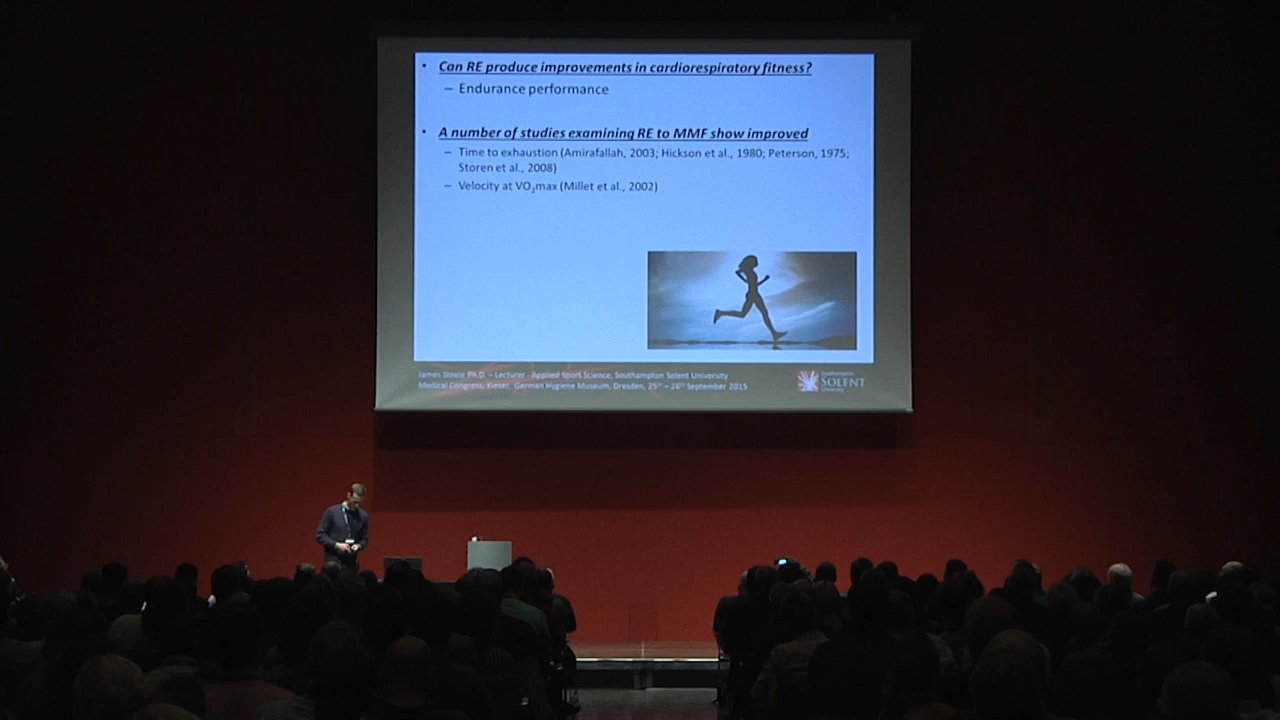 • Can RE produce improvements in cardiorespiratory fitness?
– Endurance performance
• A number of studies examining RE to MMF show improved
– Time to exhaustion (Amirafallah, 2003; Hickson et al., 1980; Peterson, 1975;
Storen et al., 2008)
– Velocity at VO2max (Millet et al., 2002)
James Steele Ph.D. – Lecturer - Applied Sport Science, Southampton Solent University
Medical Congress, Kieser, German Hygiene Museum, Dresden, 25th – 26th September 2015
Southampton
SOLENT
University